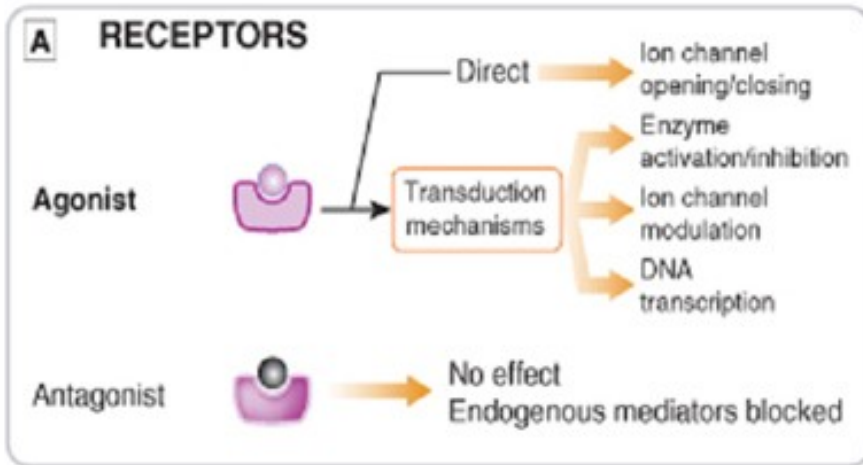 A RECEPTORS
Direct
Ion channel
opening/closing
Enzyme
activation/inhibition
Agonist
Transduction
mechanisms
Ion channel
modulation
DNA
transcription
Antagonist
No effect
Endogenous mediators blocked